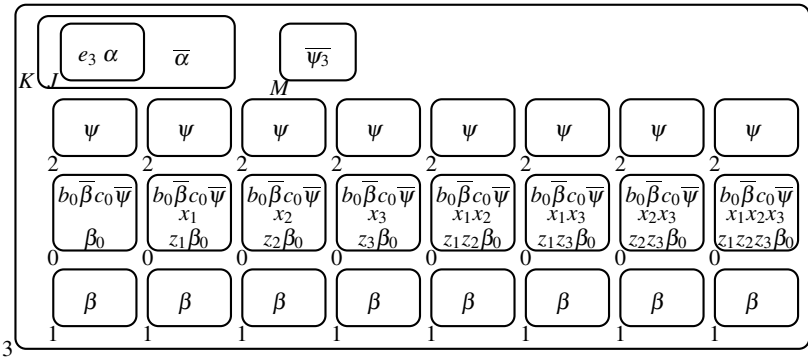 e₃ α   α̅   ψ̅₃̅
K J   M
ψ ψ ψ ψ ψ ψ ψ ψ
2 2 2 2 2 2 2 2
b₀β̅c₀ψ̅ b₀β̅c₀ψ̅ b₀β̅c₀ψ̅ b₀β̅c₀ψ̅ b₀β̅c₀ψ̅ b₀β̅c₀ψ̅ b₀β̅c₀ψ̅ b₀β̅c₀ψ̅
x₁ x₂ x₃ x₁x₂ x₁x₃ x₂x₃ x₁x₂x₃
β₀ z₁β₀ z₂β₀ z₃β₀ z₁z₂β₀ z₁z₃β₀ z₂z₃β₀ z₁z₂z₃β₀
0 0 0 0 0 0 0 0
β β β β β β β β
1 1 1 1 1 1 1 1
3